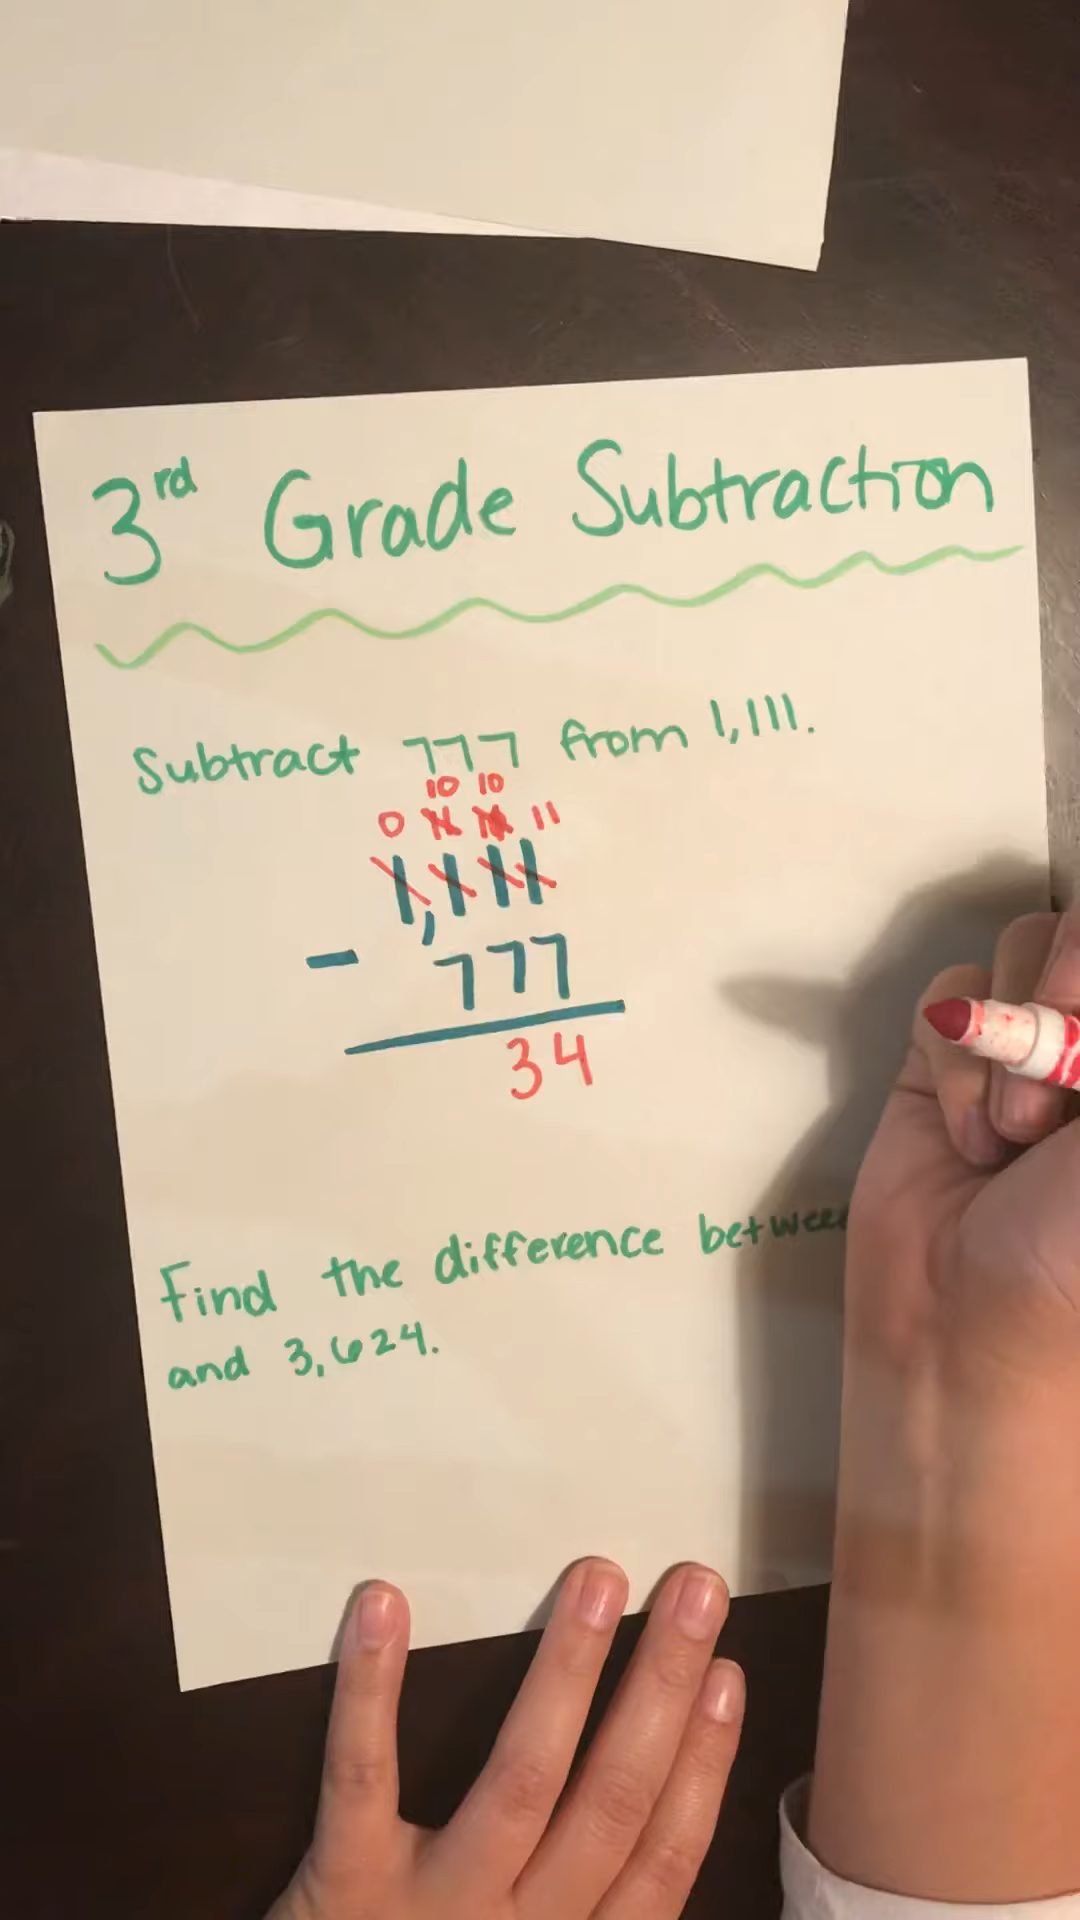 3rd Grade Subtraction
Subtract 777 from 1,111.
10 10
0 11 11 11
1,111
- 777
34
Find the difference between
and 3,624.